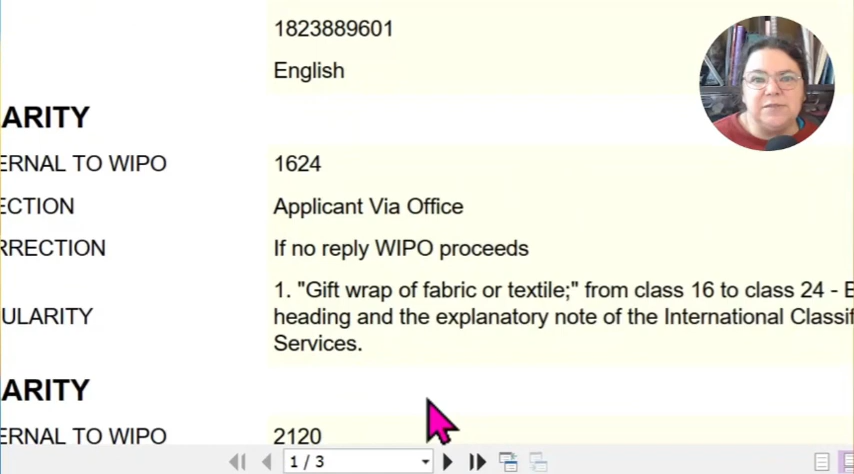 1823889601
English
ARITY
ERNAL TO WIPO 1624
ECTION Applicant Via Office
RRECTION If no reply WIPO proceeds
1. "Gift wrap of fabric or textile;" from class 16 to class 24 - E
ULARITY heading and the explanatory note of the International Classif
Services.
ARITY
ERNAL TO WIPO 2120
1 / 3